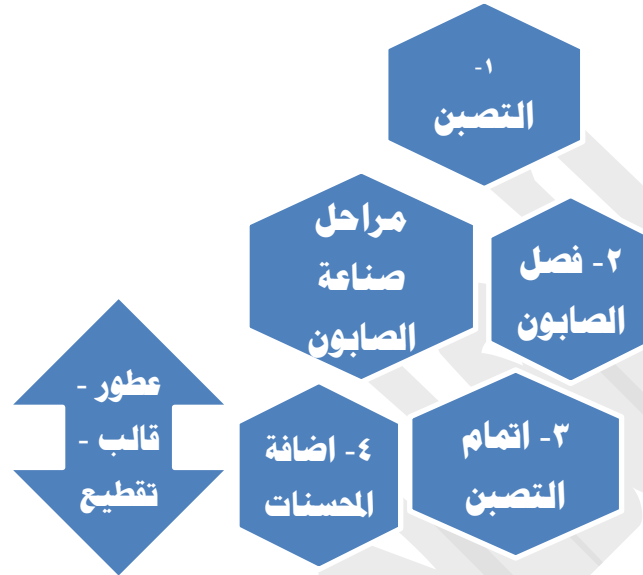 ١-
التصبن
مراحل
صناعة
الصابون
٢- فصل
الصابون
٣- اتمام
التصبن
٤- اضافة
المحسنات
عطور -
قالب -
تقطيع